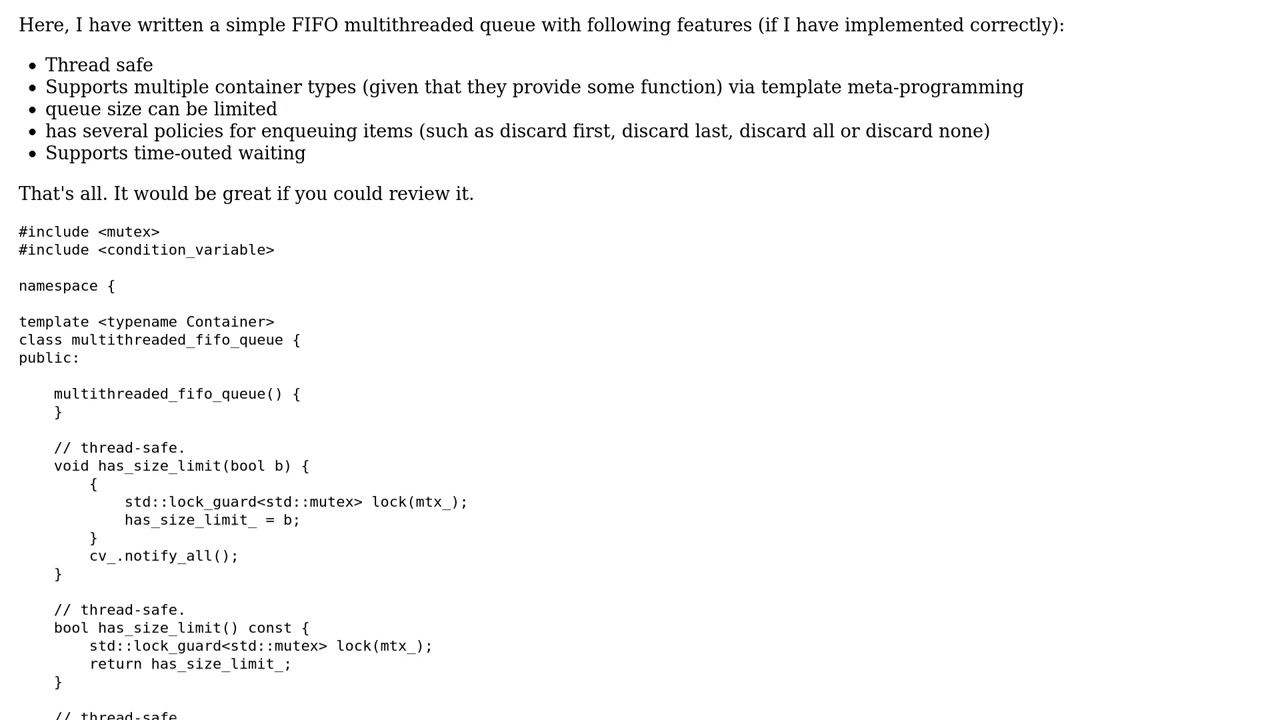 Here, I have written a simple FIFO multithreaded queue with following features (if I have implemented correctly):
• Thread safe
• Supports multiple container types (given that they provide some function) via template meta-programming
• queue size can be limited
• has several policies for enqueuing items (such as discard first, discard last, discard all or discard none)
• Supports time-outed waiting
That's all. It would be great if you could review it.
#include <mutex>
#include <condition_variable>
namespace {
template <typename Container>
class multithreaded_fifo_queue {
public:
    multithreaded_fifo_queue() {
    }
    // thread-safe.
    void has_size_limit(bool b) {
        {
            std::lock_guard<std::mutex> lock(mtx_);
            has_size_limit_ = b;
        }
        cv_.notify_all();
    }
    // thread-safe.
    bool has_size_limit() const {
        std::lock_guard<std::mutex> lock(mtx_);
        return has_size_limit_;
    }
    // thread-safe